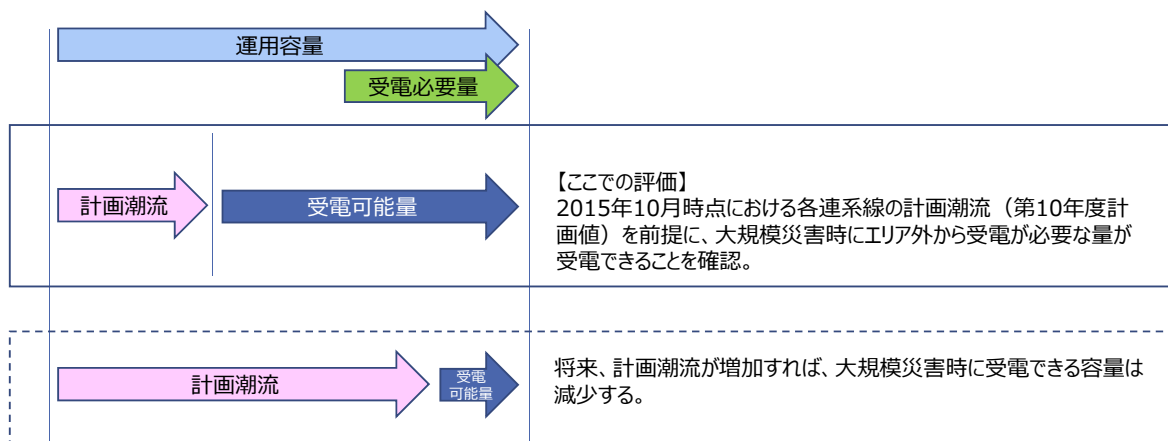 運用容量
受電必要量
計画潮流
受電可能量
【ここでの評価】
2015年10月時点における各連系線の計画潮流（第10年度計
画値）を前提に、大規模災害時にエリア外から受電が必要な量が
受電できることを確認。
計画潮流
受電
可能量
将来、計画潮流が増加すれば、大規模災害時に受電できる容量は
減少する。